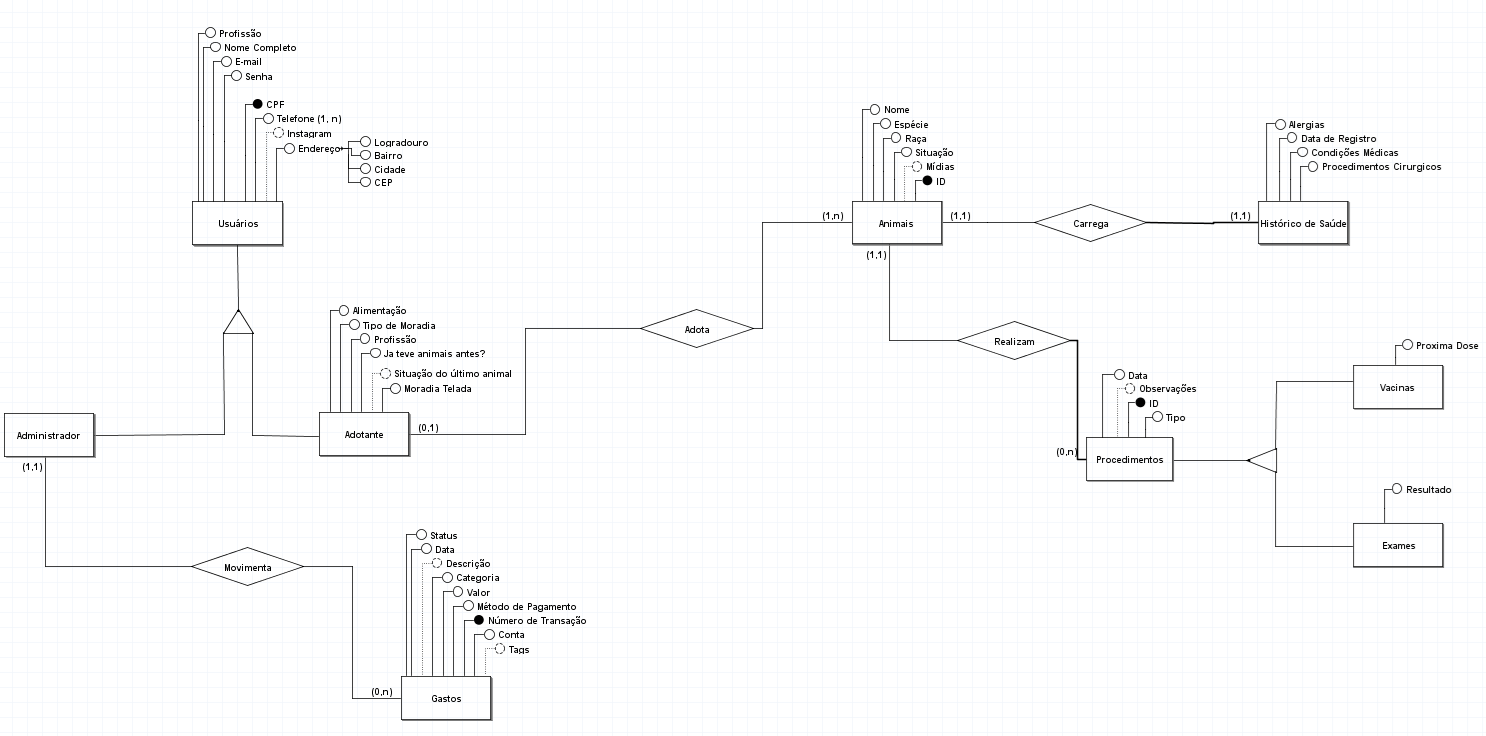 Profissão
Nome Completo
E-mail
Senha
CPF
Telefone (1, n)
Instagram
Endereço
Logradouro
Bairro
Cidade
CEP
Usuários
Nome
Espécie
Raça
Situação
Mídias
ID
(1,n)
Animais
(1,1)
(1,1)
Carrega
(1,1)
Alergias
Data de Registro
Condições Médicas
Procedimentos Cirurgicos
Histórico de Saúde
Alimentação
Tipo de Moradia
Profissão
Ja teve animais antes?
Situação do último animal
Moradia Telada
Adotante
(0,1)
Adota
Realizam
Data
Observações
ID
Tipo
(0,n)
Procedimentos
Proxima Dose
Vacinas
Resultado
Exames
Administrador
(1,1)
Movimenta
Status
Data
Descrição
Categoria
Valor
Método de Pagamento
Número de Transação
Conta
Tags
(0,n)
Gastos